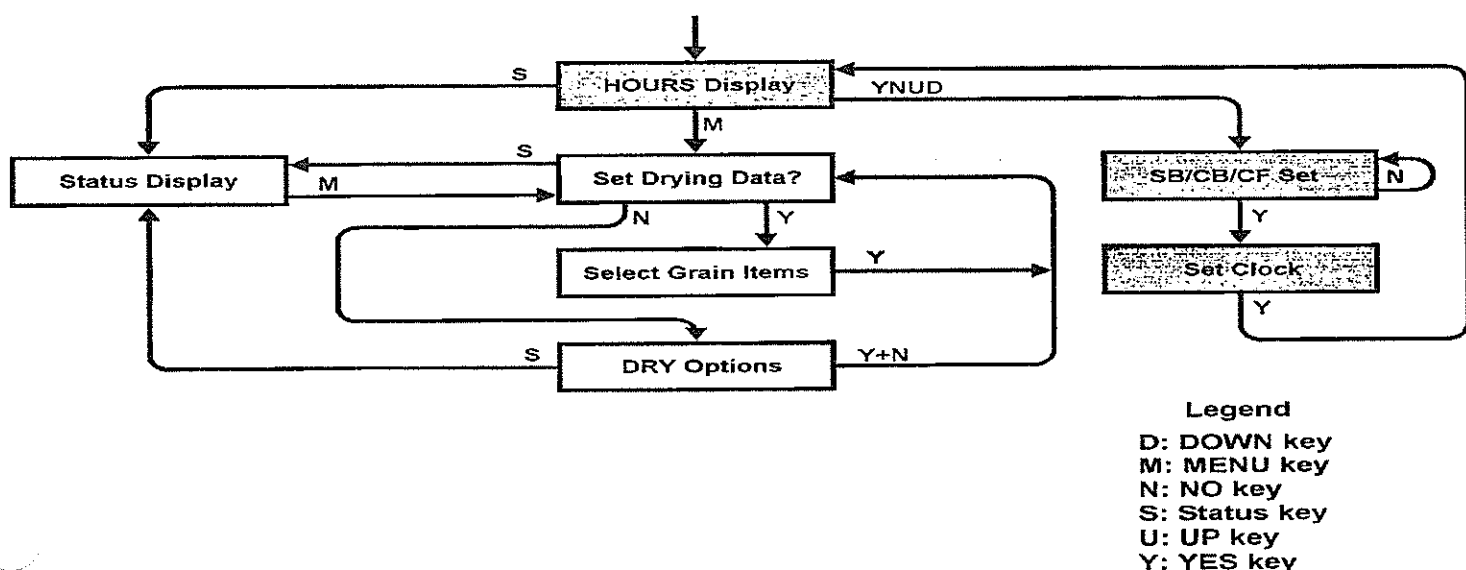 S
HOURS Display
YNUD
M
Status Display
S
M
Set Drying Data?
SB/CB/CF Set
N
N
Y
Y
Select Grain Items
Y
Set Clock
Y
S
DRY Options
Y+N
Legend
D: DOWN key
M: MENU key
N: NO key
S: Status key
U: UP key
Y: YES key